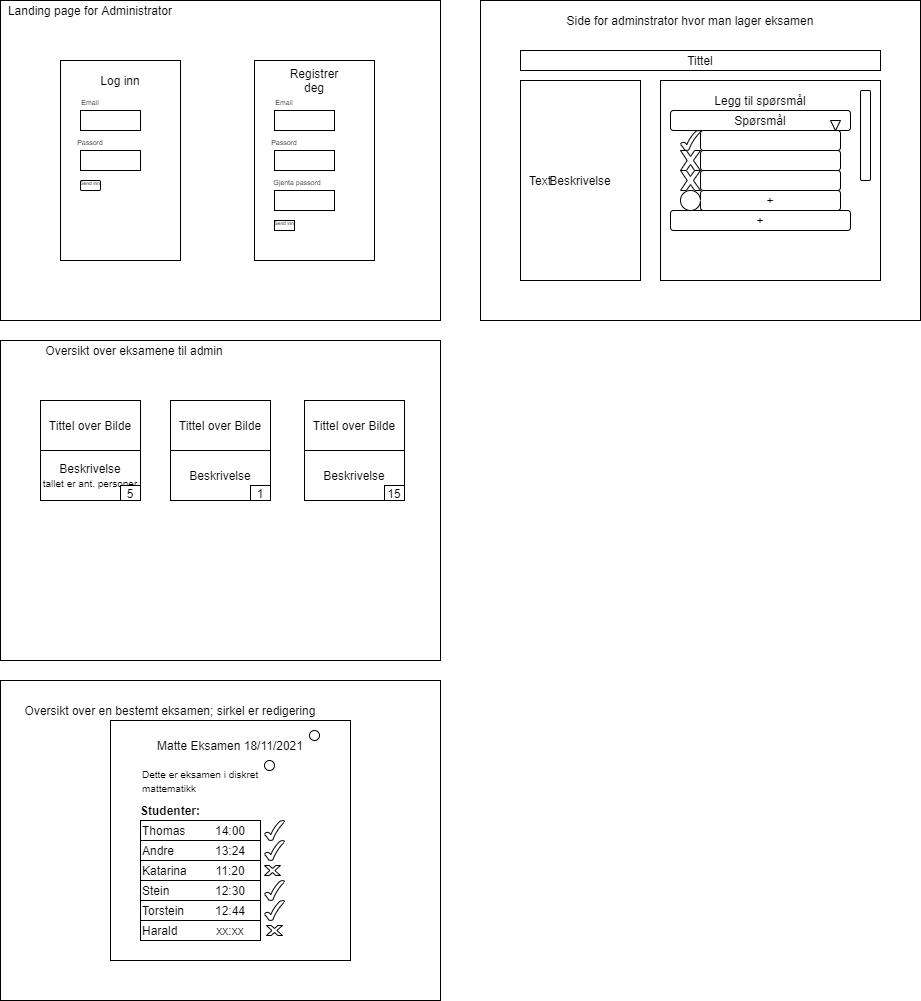 Landing page for Administrator
Log inn
Email
Passord
Send inn
Registrer
deg
Email
Passord
Gjenta passord
Send inn
Side for adminstrator hvor man lager eksamen
Tittel
Text
Beskrivelse
Legg til spørsmål
Spørsmål
+
+
Oversikt over eksamene til admin
Tittel over Bilde
Beskrivelse
tallet er ant. personer
5
Tittel over Bilde
Beskrivelse
1
Tittel over Bilde
Beskrivelse
15
Oversikt over en bestemt eksamen; sirkel er redigering
Matte Eksamen 18/11/2021
Dette er eksamen i diskret
mattematikk
Studenter:
Thomas 14:00
Andre 13:24
Katarina 11:20
Stein 12:30
Torstein 12:44
Harald xx:xx